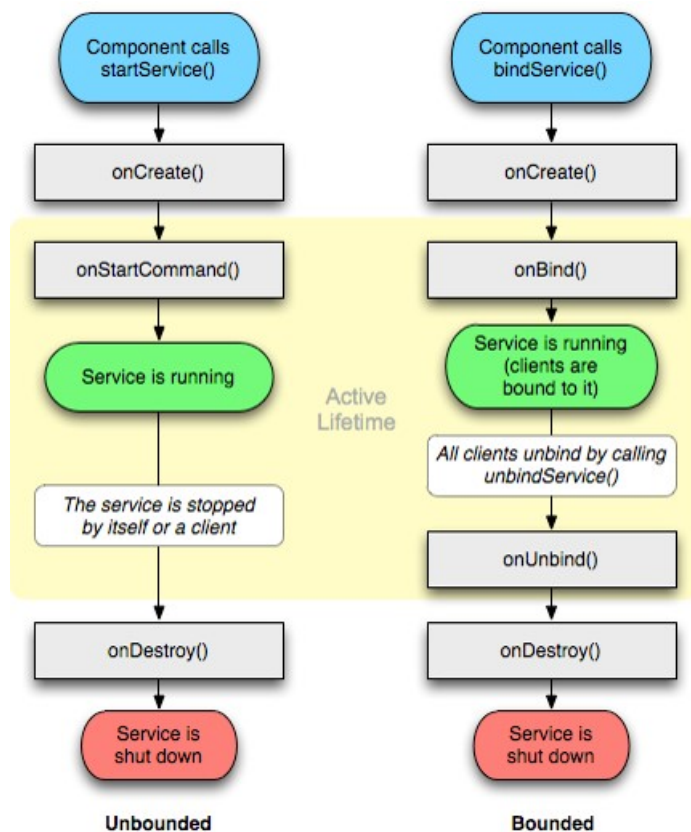 Component calls
startService()
onCreate()
onStartCommand()
Service is running
The service is stopped
by itself or a client
onDestroy()
Service is
shut down
Unbounded
Active
Lifetime
Component calls
bindService()
onCreate()
onBind()
Service is running
(clients are
bound to it)
All clients unbind by calling
unbindService()
onUnbind()
onDestroy()
Service is
shut down
Bounded